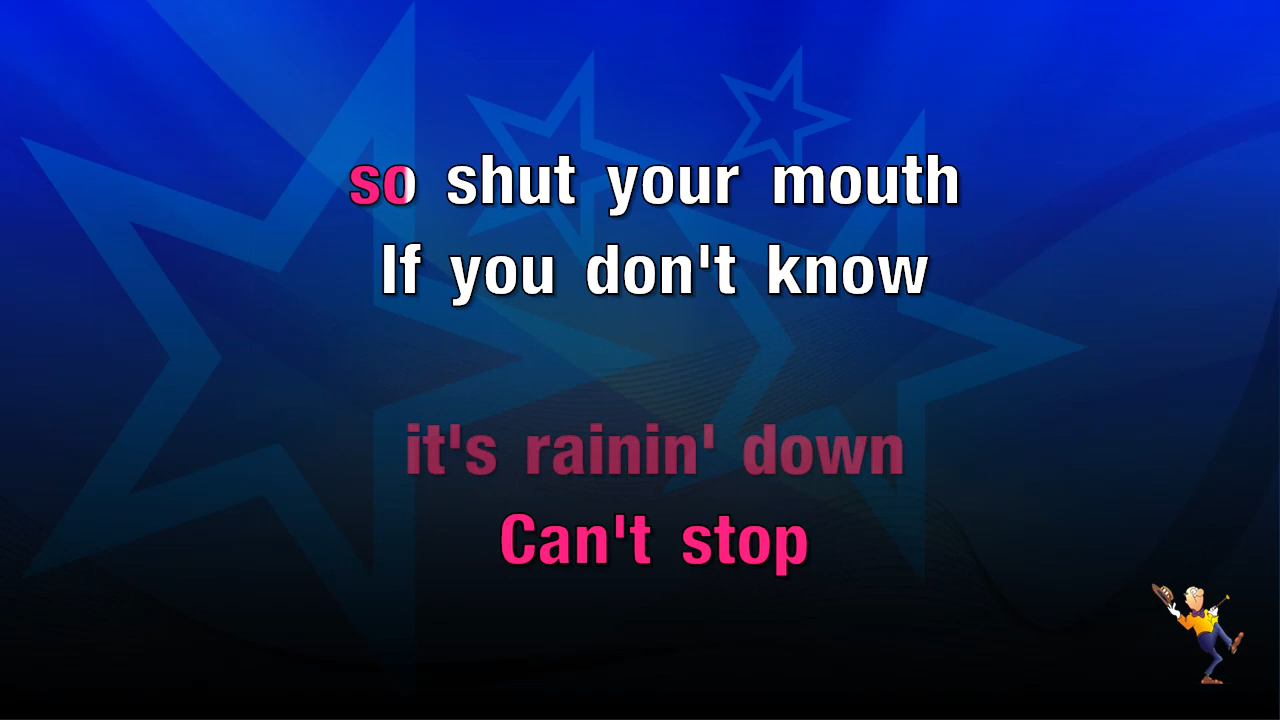 so shut your mouth
If you don't know
it's rainin' down
Can't stop